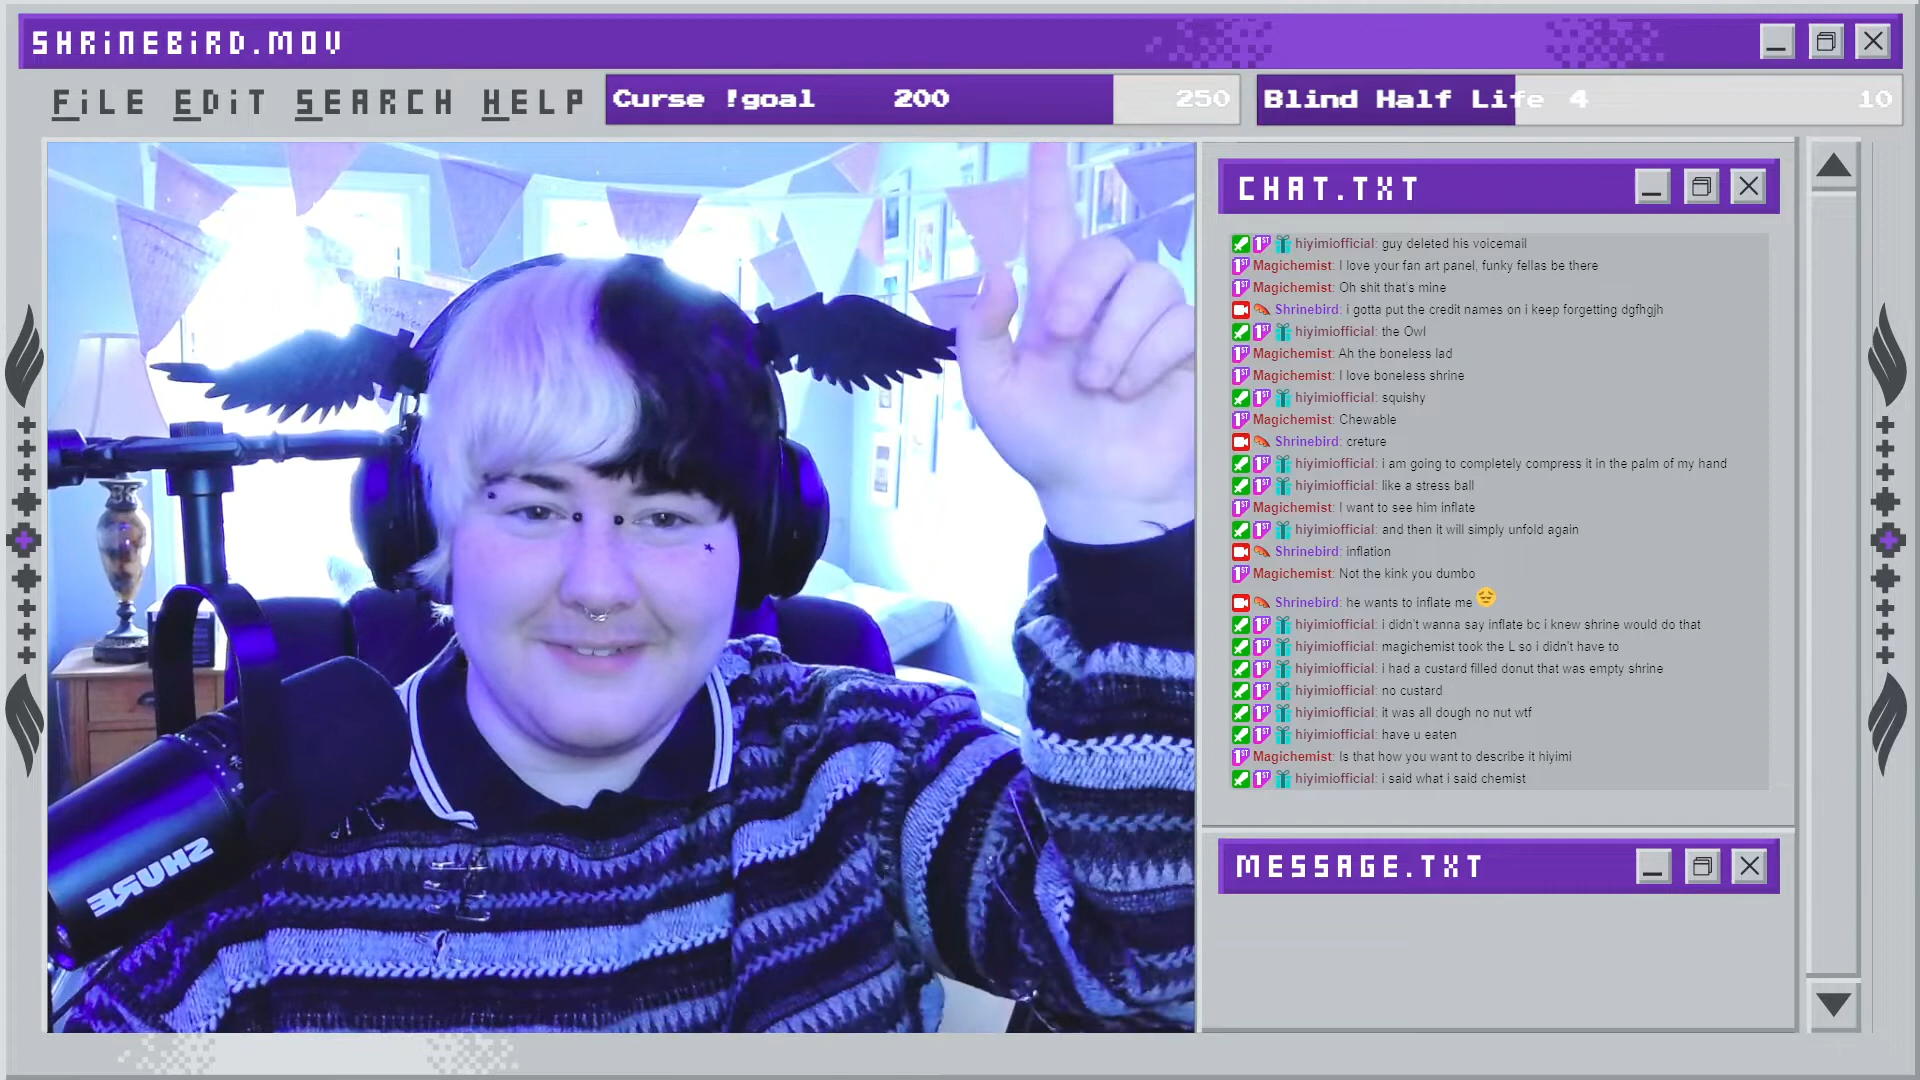 SHRiNEBiRD.MOV
FiLE EDiT SEARCH HELP
Curse !goal 200 250
Blind Half Life 4 10
CHAT.TXT
hiyimiofficial: guy deleted his voicemail
Magichemist: I love your fan art panel, funky fellas be there
Magichemist: Oh shit that's mine
Shrinebird: i gotta put the credit names on i keep forgetting dgfhgjh
hiyimiofficial: the Owl
Magichemist: Ah the boneless lad
Magichemist: I love boneless shrine
hiyimiofficial: squishy
Magichemist: Chewable
Shrinebird: creture
hiyimiofficial: i am going to completely compress it in the palm of my hand
hiyimiofficial: like a stress ball
Magichemist: I want to see him inflate
hiyimiofficial: and then it will simply unfold again
Shrinebird: inflation
Magichemist: Not the kink you dumbo
Shrinebird: he wants to inflate me 😔
hiyimiofficial: i didn't wanna say inflate bc i knew shrine would do that
hiyimiofficial: magichemist took the L so i didn't have to
hiyimiofficial: i had a custard filled donut that was empty shrine
hiyimiofficial: no custard
hiyimiofficial: it was all dough no nut wtf
hiyimiofficial: have u eaten
Magichemist: Is that how you want to describe it hiyimi
hiyimiofficial: i said what i said chemist
MESSAGE.TXT
SHURE